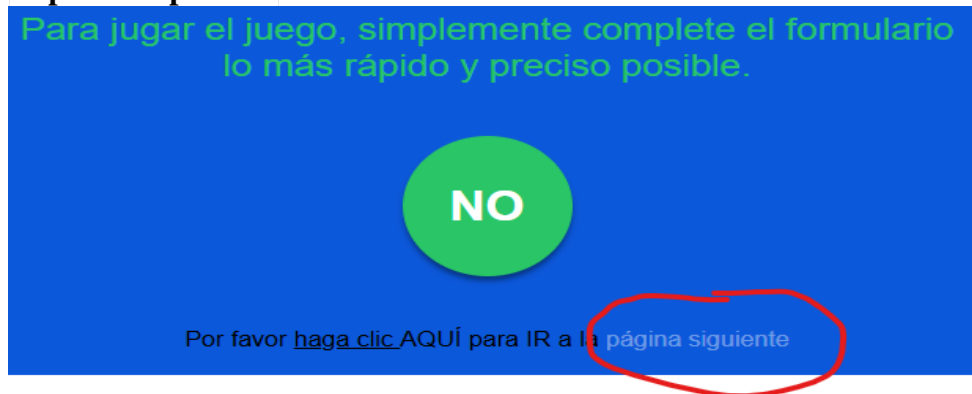 Para jugar el juego, simplemente complete el formulario
lo más rápido y preciso posible.
NO
Por favor haga clic AQUÍ para IR a la página siguiente